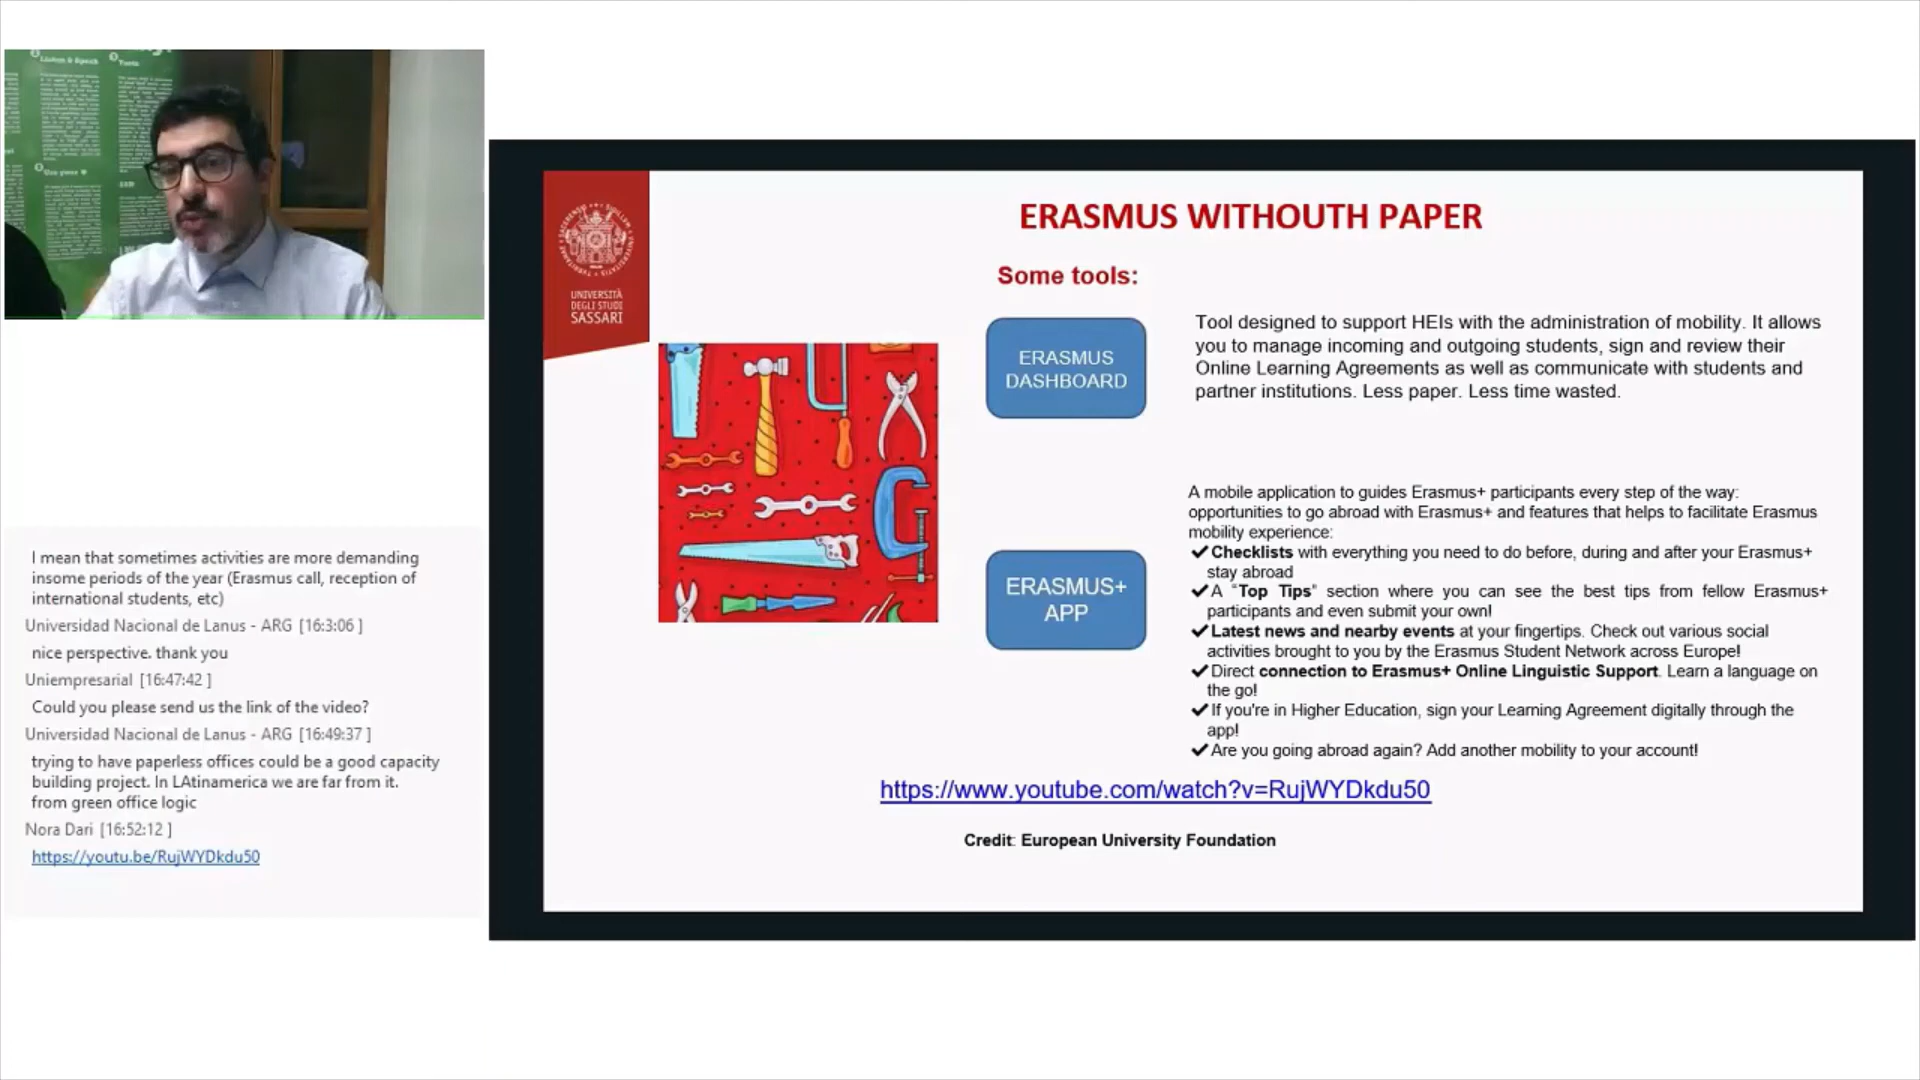 Listen & Speak
I mean that sometimes activities are more demanding
insome periods of the year (Erasmus call, reception of
international students, etc)
Universidad Nacional de Lanus - ARG [16:3:06 ]
nice perspective. thank you
Uniempresarial [16:47:42 ]
Could you please send us the link of the video?
Universidad Nacional de Lanus - ARG [16:49:37 ]
trying to have paperless offices could be a good capacity
building project. In LAtinamerica we are far from it.
from green office logic
Nora Dari [16:52:12 ]
https://youtu.be/RujWYDkdu50
UNIVERSITÀ
DEGLI STUDI
SASSARI
ERASMUS WITHOUTH PAPER
Some tools:
ERASMUS
DASHBOARD
Tool designed to support HEIs with the administration of mobility. It allows
you to manage incoming and outgoing students, sign and review their
Online Learning Agreements as well as communicate with students and
partner institutions. Less paper. Less time wasted.
ERASMUS+
APP
A mobile application to guides Erasmus+ participants every step of the way:
opportunities to go abroad with Erasmus+ and features that helps to facilitate Erasmus
mobility experience:
✔Checklists with everything you need to do before, during and after your Erasmus+
stay abroad
✔A “Top Tips” section where you can see the best tips from fellow Erasmus+
participants and even submit your own!
✔Latest news and nearby events at your fingertips. Check out various social
activities brought to you by the Erasmus Student Network across Europe!
✔Direct connection to Erasmus+ Online Linguistic Support. Learn a language on
the go!
✔If you're in Higher Education, sign your Learning Agreement digitally through the
app!
✔Are you going abroad again? Add another mobility to your account!
https://www.youtube.com/watch?v=RujWYDkdu50
Credit: European University Foundation